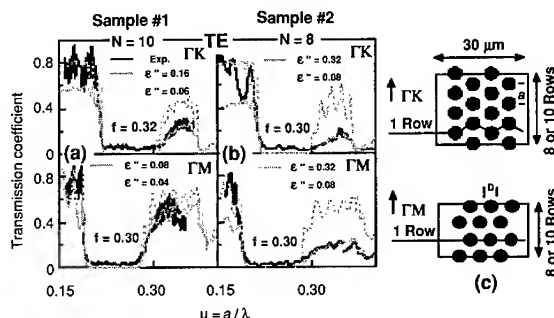 Sample #1
Sample #2
N = 10
TE
N = 8
ΓK
Exp.
ε'' = 0.16
ε'' = 0.06
f = 0.32
(a)
ΓK
ε'' = 0.32
ε'' = 0.08
f = 0.30
(b)
ΓM
ε'' = 0.08
ε'' = 0.04
f = 0.30
ΓM
ε'' = 0.32
ε'' = 0.08
f = 0.30
Transmission coefficient
0.8
0.4
0
0.8
0.4
0
0.15
0.30
0.15
0.30
u = a / λ
30 µm
ΓK
a
1 Row
8 or 10 Rows
ΓM
D
1 Row
8 or 10 Rows
(c)